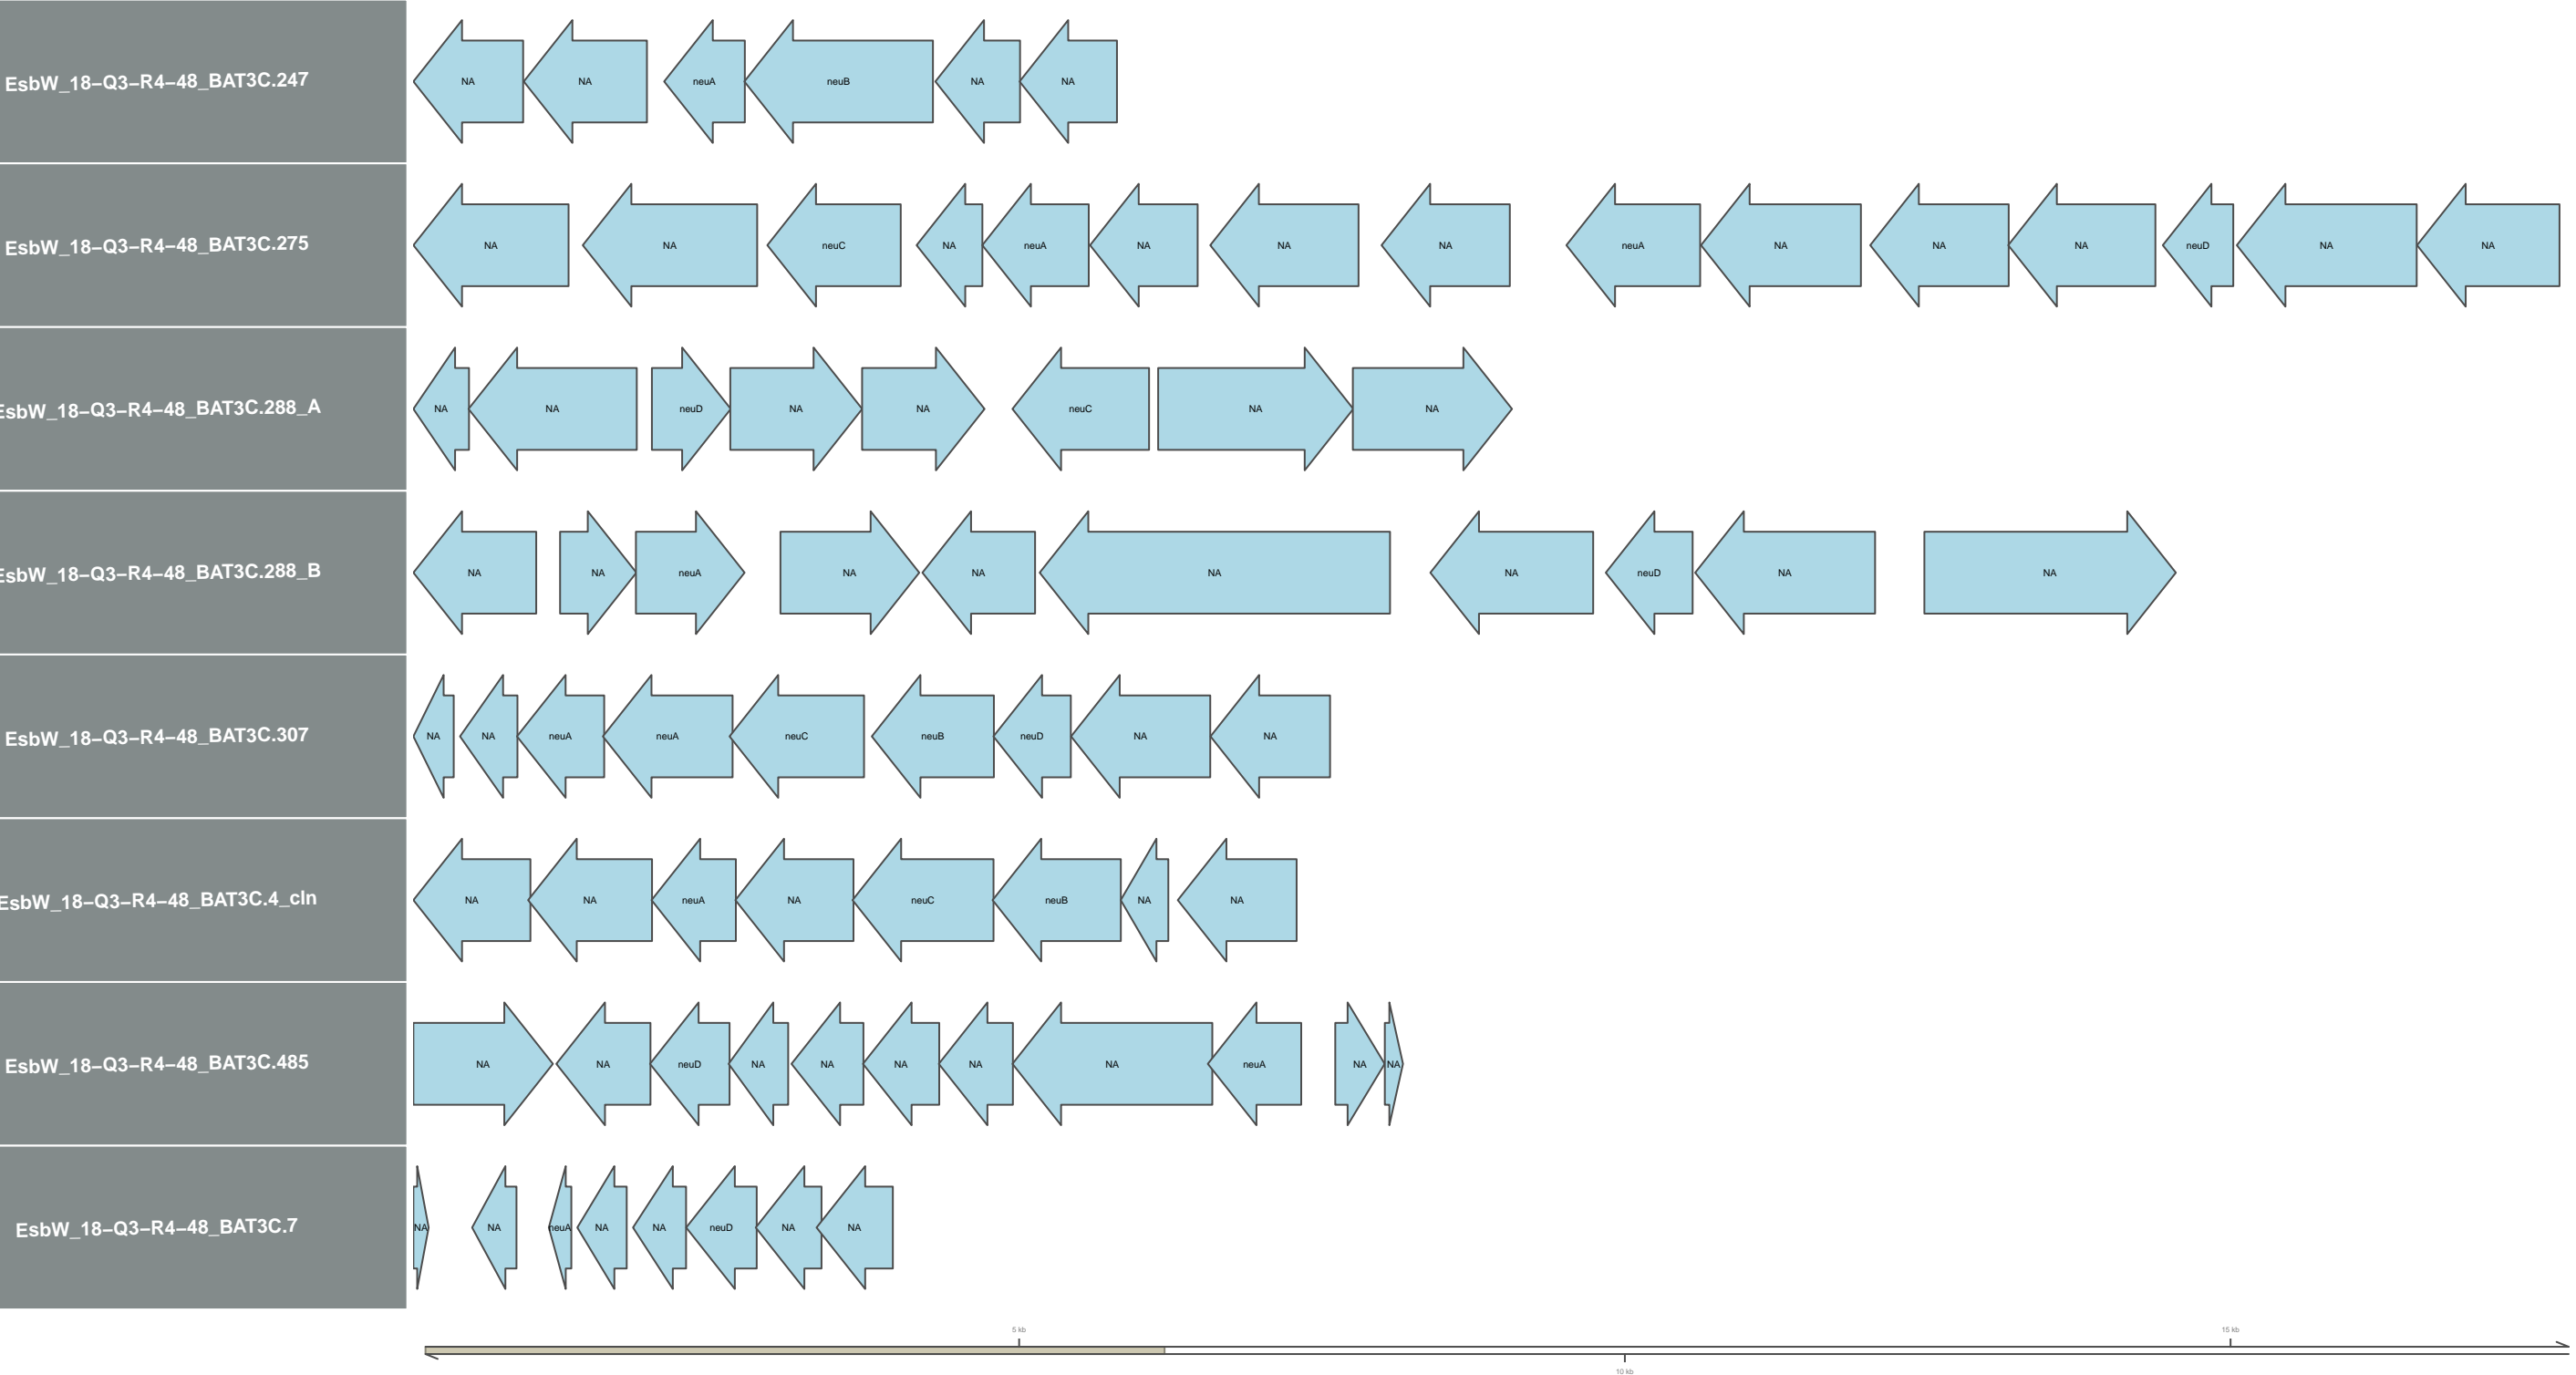 EsbW_18−Q3−R4−48_BAT3C.247 NA NA neuA neuB NA NA
EsbW_18−Q3−R4−48_BAT3C.275 NA NA neuC NA neuA NA NA NA neuA NA NA NA neuD NA NA
EsbW_18−Q3−R4−48_BAT3C.288_A NA NA neuD NA NA neuC NA NA
EsbW_18−Q3−R4−48_BAT3C.288_B NA NA neuA NA NA NA NA neuD NA NA
EsbW_18−Q3−R4−48_BAT3C.307 NA NA neuA neuA neuC neuB neuD NA NA
EsbW_18−Q3−R4−48_BAT3C.4_cln NA NA neuA NA neuC neuB NA NA
EsbW_18−Q3−R4−48_BAT3C.485 NA NA neuD NA NA NA NA NA neuA NA NA
EsbW_18−Q3−R4−48_BAT3C.7 NA NA neuA NA NA neuD NA NA
5 kb 15 kb
10 kb